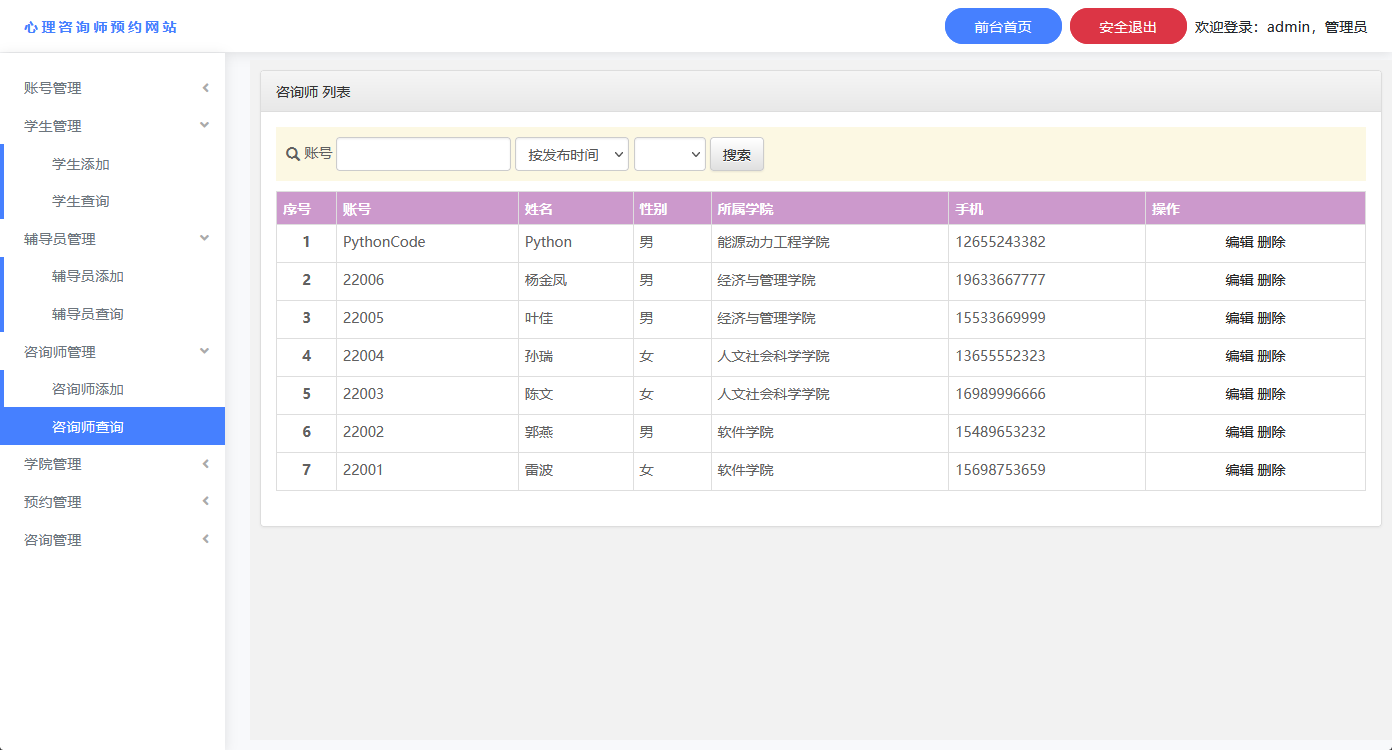 心理咨询师预约网站
前台首页 安全退出 欢迎登录：admin，管理员
账号管理
学生管理
学生添加
学生查询
辅导员管理
辅导员添加
辅导员查询
咨询师管理
咨询师添加
咨询师查询
学院管理
预约管理
咨询管理
咨询师 列表
账号 按发布时间 搜索
序号 账号 姓名 性别 所属学院 手机 操作
1 PythonCode Python 男 能源动力工程学院 12655243382 编辑 删除
2 22006 杨金凤 男 经济与管理学院 19633667777 编辑 删除
3 22005 叶佳 男 经济与管理学院 15533669999 编辑 删除
4 22004 孙瑞 女 人文社会科学学院 13655552323 编辑 删除
5 22003 陈文 女 人文社会科学学院 16989996666 编辑 删除
6 22002 郭燕 男 软件学院 15489653232 编辑 删除
7 22001 雷波 女 软件学院 15698753659 编辑 删除